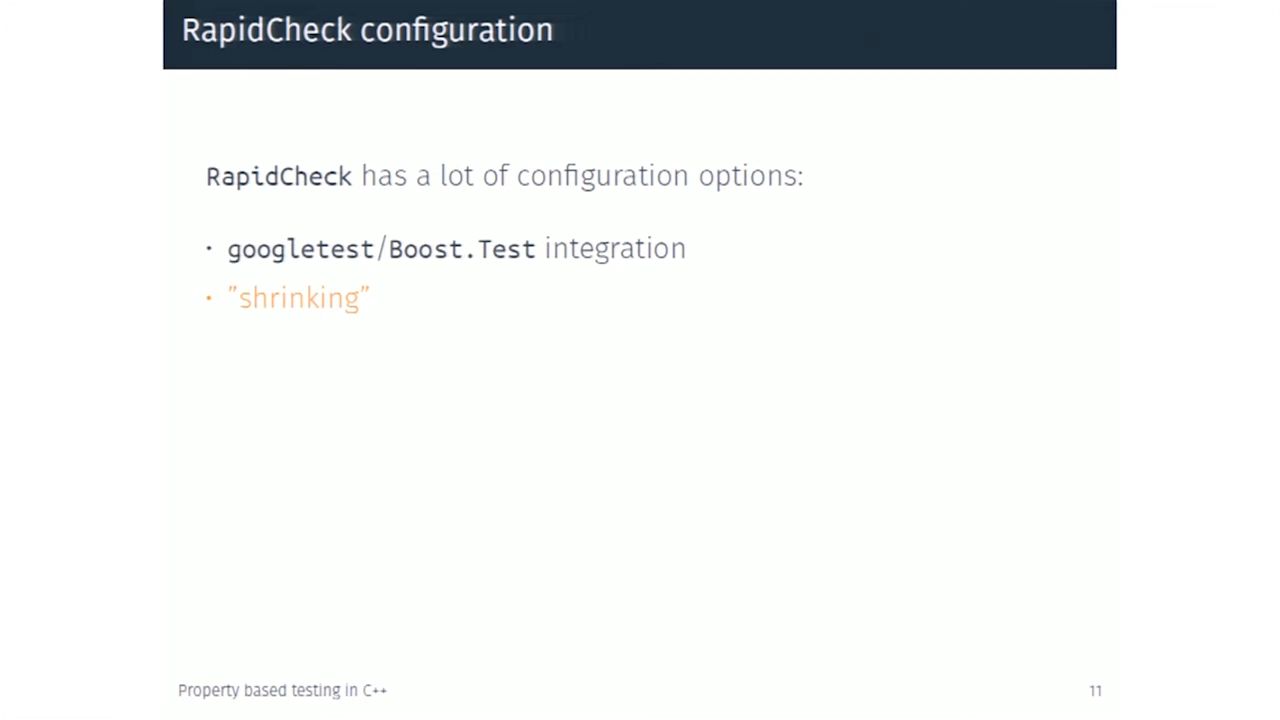 RapidCheck configuration
RapidCheck has a lot of configuration options:
· googletest/Boost.Test integration
· ”shrinking”
Property based testing in C++
11